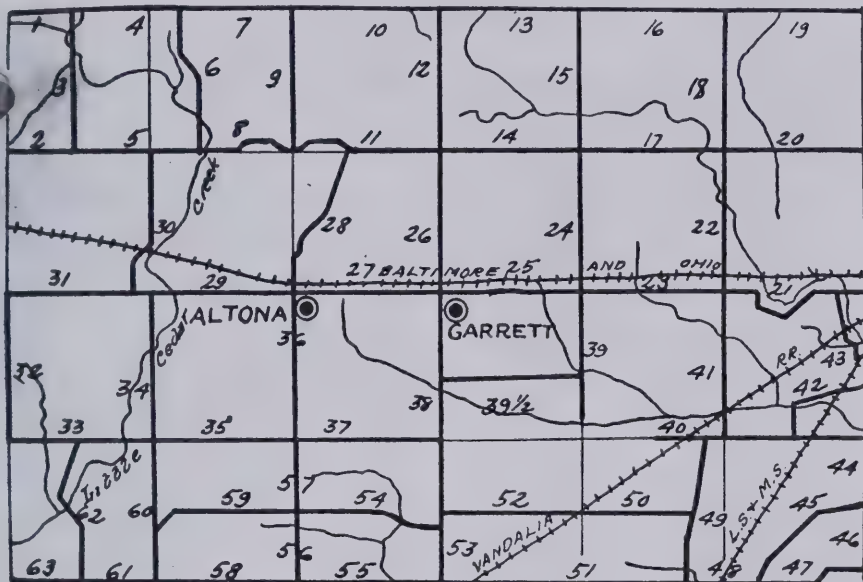 1 4 7 10 13 16 19
3 6 9 12 15 18
2 5 8 11 14 17 20
Creek
30 28 26 24 22
31 29 27 BALTIMORE 25 AND 23 OHIO 21
ALTONA GARRETT
Cedar
36 39 R.R. 43
32 34 38 39½ 41 42
33 35 37 40
Little
62 60 59 57 54 52 50 49 L.S & M.S. 45 44
VANDALIA
63 61 58 56 55 53 51 48 47 46